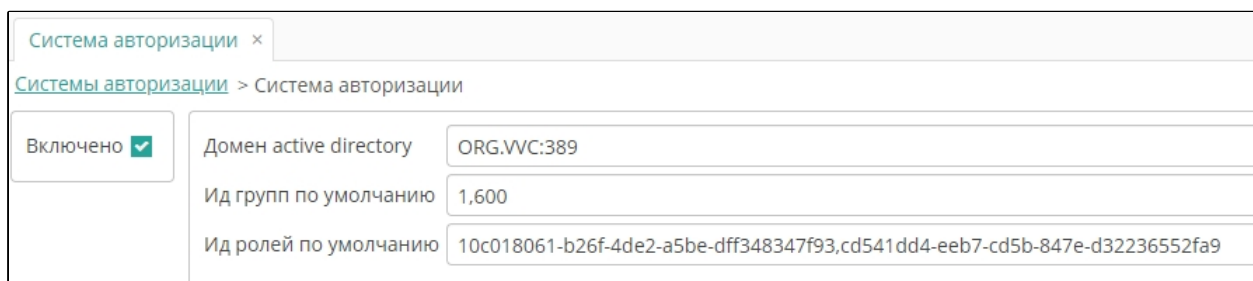 Система авторизации ×
Системы авторизации > Система авторизации
Включено
Домен active directory ORG.VVC:389
Ид групп по умолчанию 1,600
Ид ролей по умолчанию 10c018061-b26f-4de2-a5be-dff348347f93,cd541dd4-eeb7-cd5b-847e-d32236552fa9